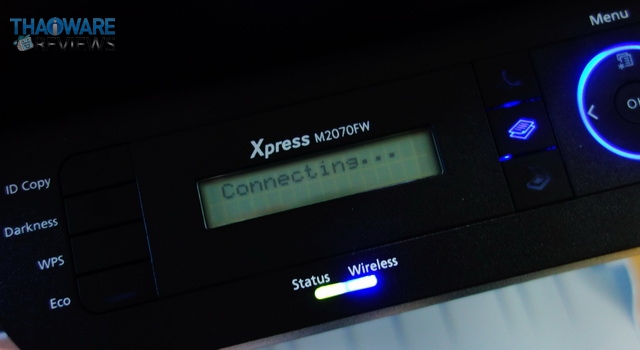 THAIWARE
REVIEWS
Menu
OK
Xpress M2070FW
Connecting...
ID Copy
Darkness
WPS
Eco
Status Wireless